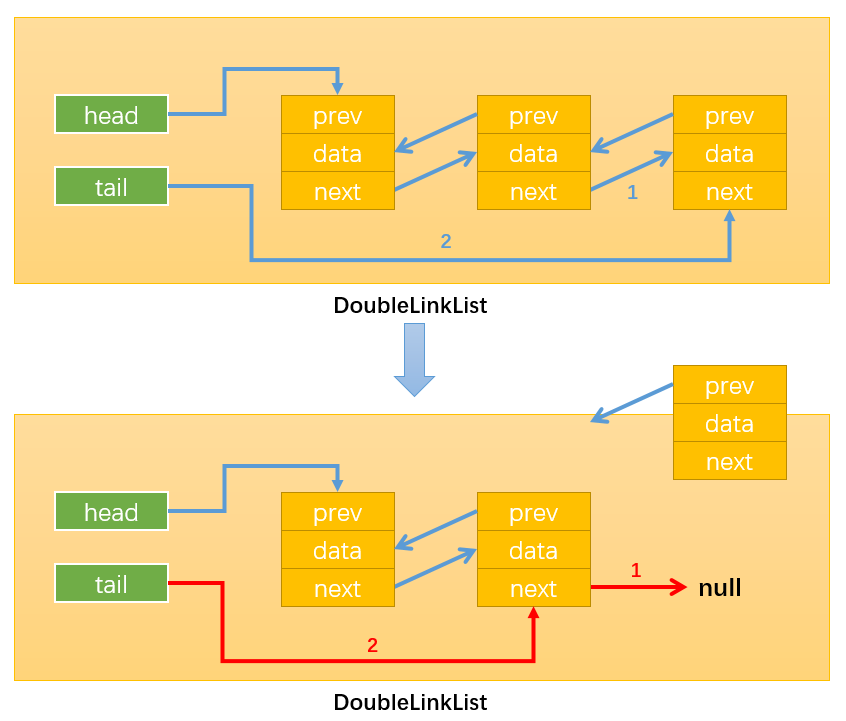 head
prev
prev
prev
data
data
data
tail
next
next
1
next
2
DoubleLinkList
prev
data
next
head
prev
prev
data
data
tail
next
next
1
null
2
DoubleLinkList